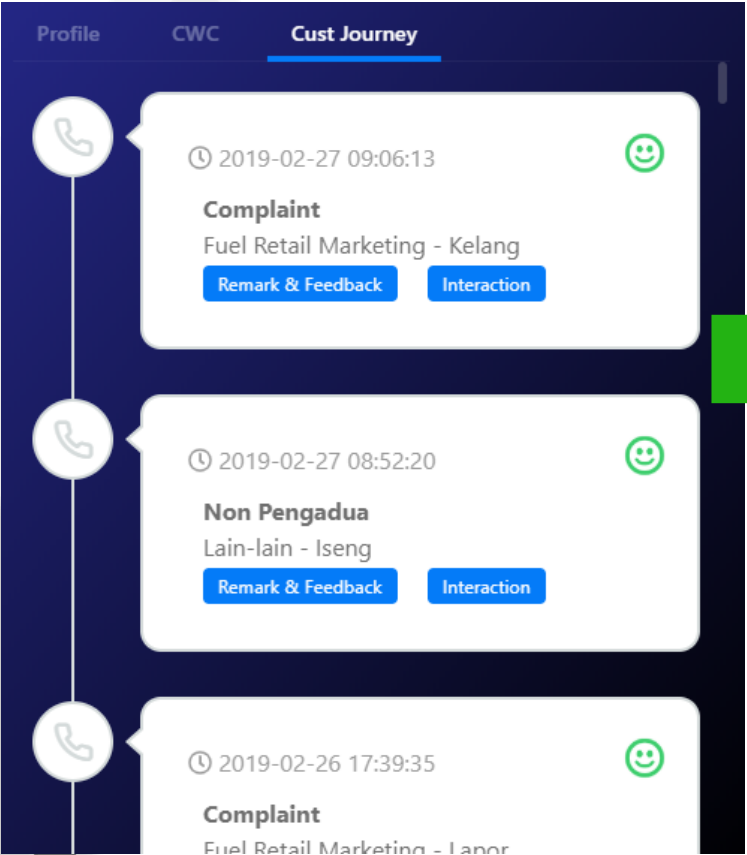 Profile CWC Cust Journey
2019-02-27 09:06:13
Complaint
Fuel Retail Marketing - Kelang
Remark & Feedback Interaction
2019-02-27 08:52:20
Non Pengadua
Lain-lain - Iseng
Remark & Feedback Interaction
2019-02-26 17:39:35
Complaint
Fuel Retail Marketing - Lapor